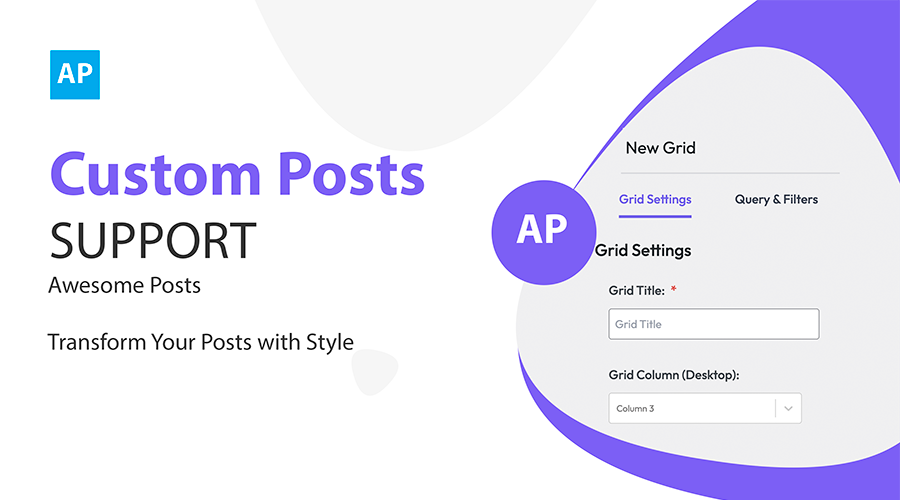 AP
Custom Posts
SUPPORT
Awesome Posts
Transform Your Posts with Style
AP
New Grid
Grid Settings Query & Filters
Grid Settings
Grid Title: *
Grid Title
Grid Column (Desktop):
Column 3